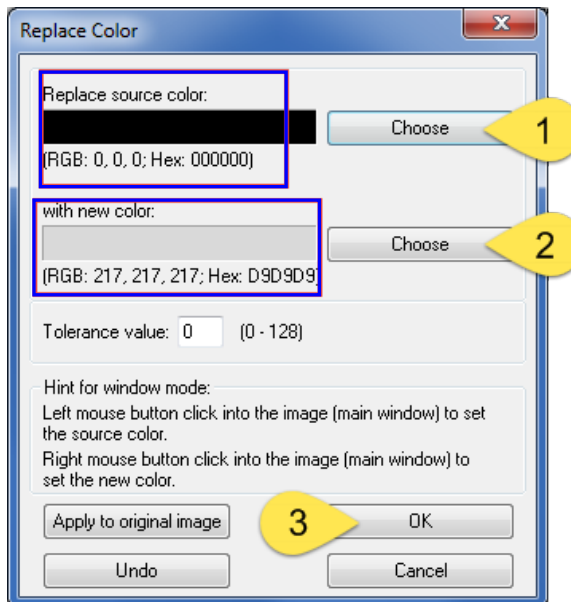 Replace Color
Replace source color:
Choose
1
(RGB: 0, 0, 0; Hex: 000000)
with new color:
Choose
2
(RGB: 217, 217, 217; Hex: D9D9D9)
Tolerance value: 0 (0 - 128)
Hint for window mode:
Left mouse button click into the image (main window) to set
the source color.
Right mouse button click into the image (main window) to
set the new color.
Apply to original image
3
OK
Undo
Cancel